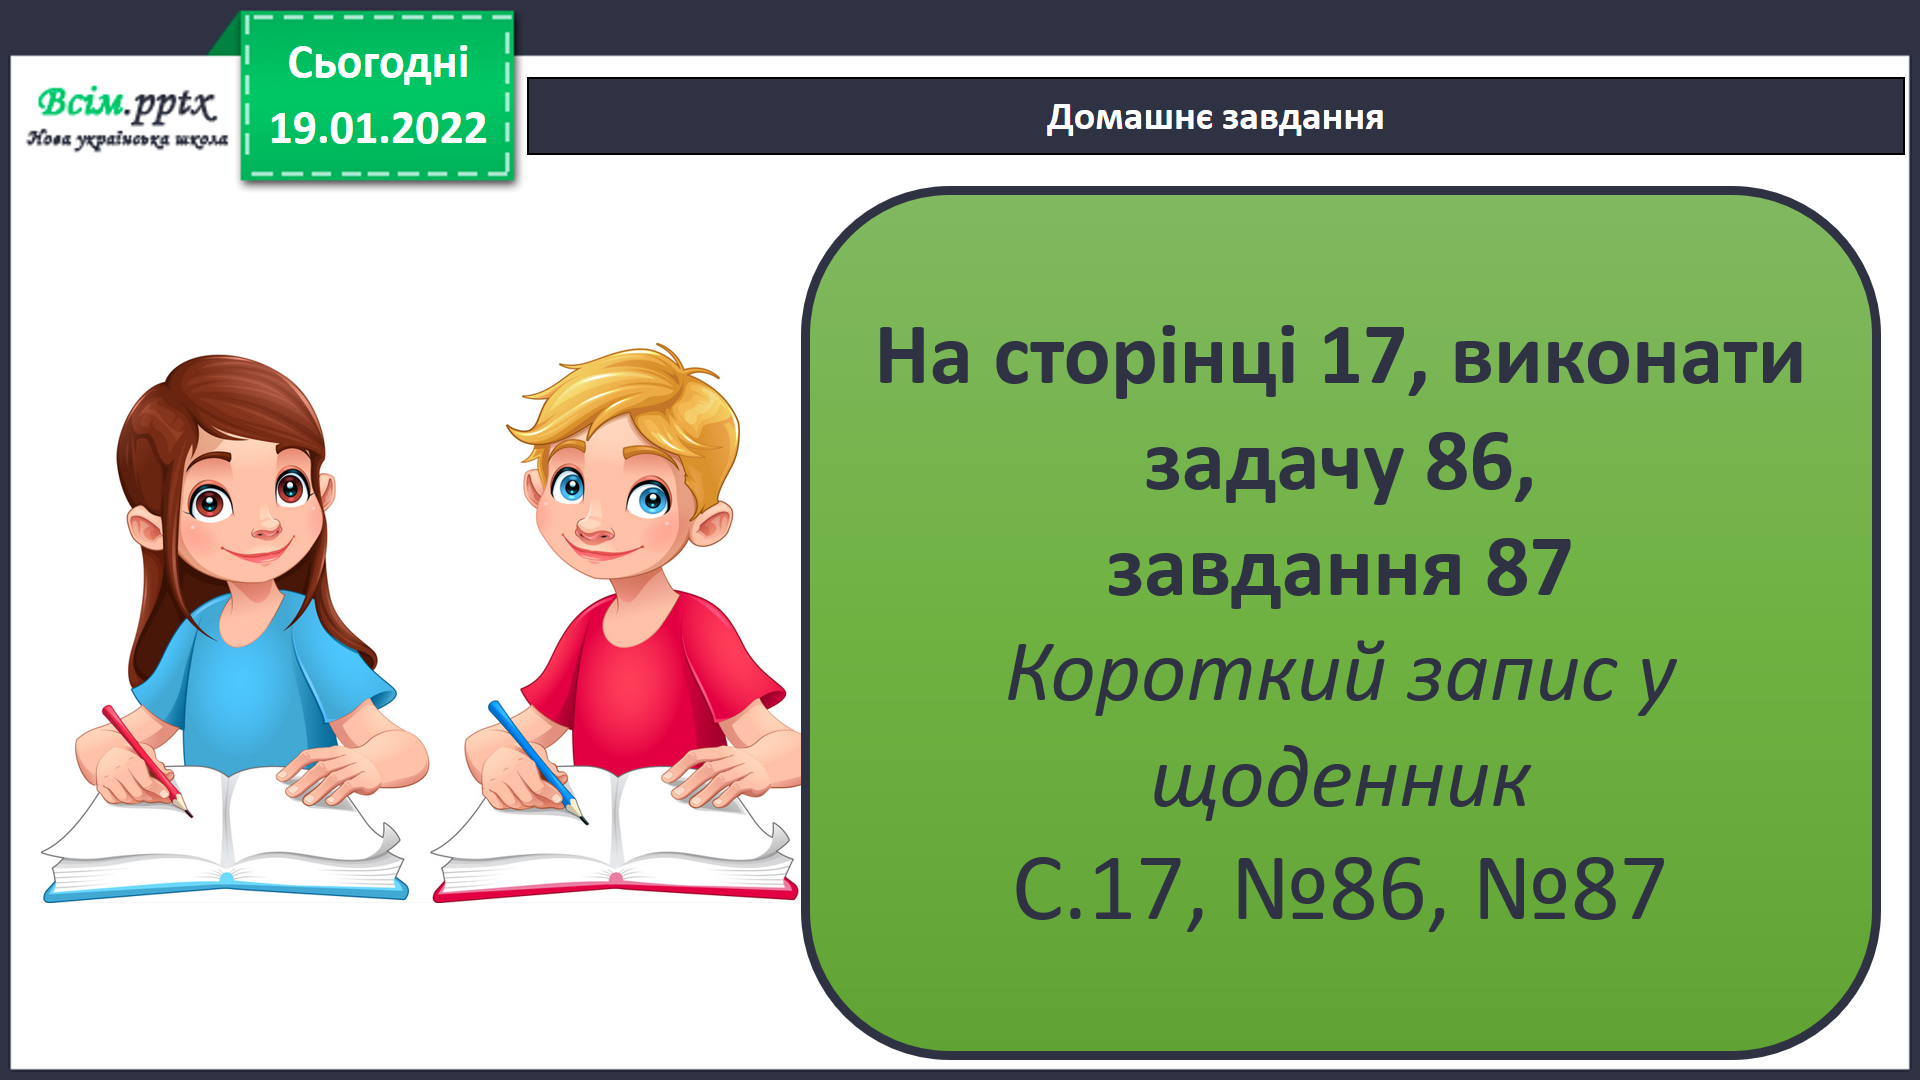 Сьогодні
19.01.2022
Всім.pptx
Нова українська школа
Домашнє завдання
На сторінці 17, виконати
задачу 86,
завдання 87
Короткий запис у
щоденник
С.17, №86, №87